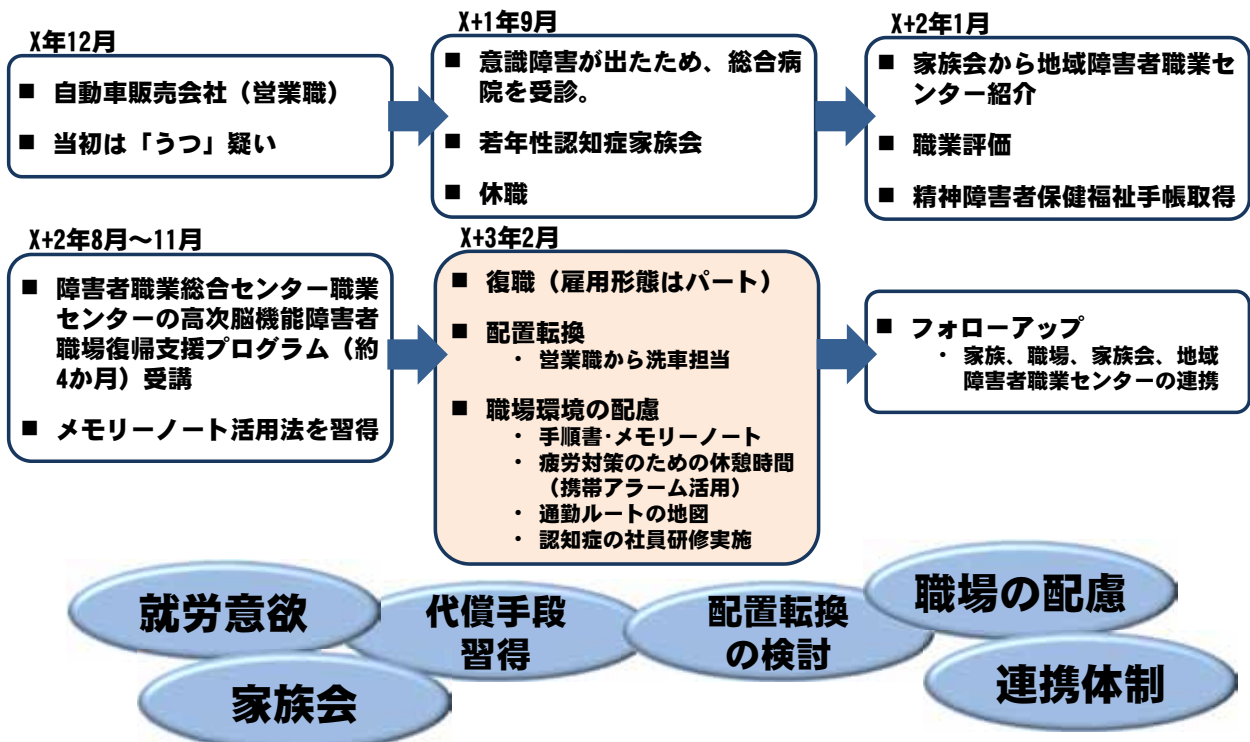 X年12月
■ 自動車販売会社（営業職）
■ 当初は「うつ」疑い
X+1年9月
■ 意識障害が出たため、総合病
院を受診。
■ 若年性認知症家族会
■ 休職
X+2年1月
■ 家族会から地域障害者職業セ
ンター紹介
■ 職業評価
■ 精神障害者保健福祉手帳取得
X+2年8月～11月
■ 障害者職業総合センター職業
センターの高次脳機能障害者
職場復帰支援プログラム（約
4か月）受講
■ メモリーノート活用法を習得
X+3年2月
■ 復職（雇用形態はパート）
■ 配置転換
・ 営業職から洗車担当
■ 職場環境の配慮
・ 手順書･メモリーノート
・ 疲労対策のための休憩時間
（携帯アラーム活用）
・ 通勤ルートの地図
・ 認知症の社員研修実施
■ フォローアップ
・ 家族、職場、家族会、地域
障害者職業センターの連携
就労意欲
家族会
代償手段
習得
配置転換
の検討
職場の配慮
連携体制